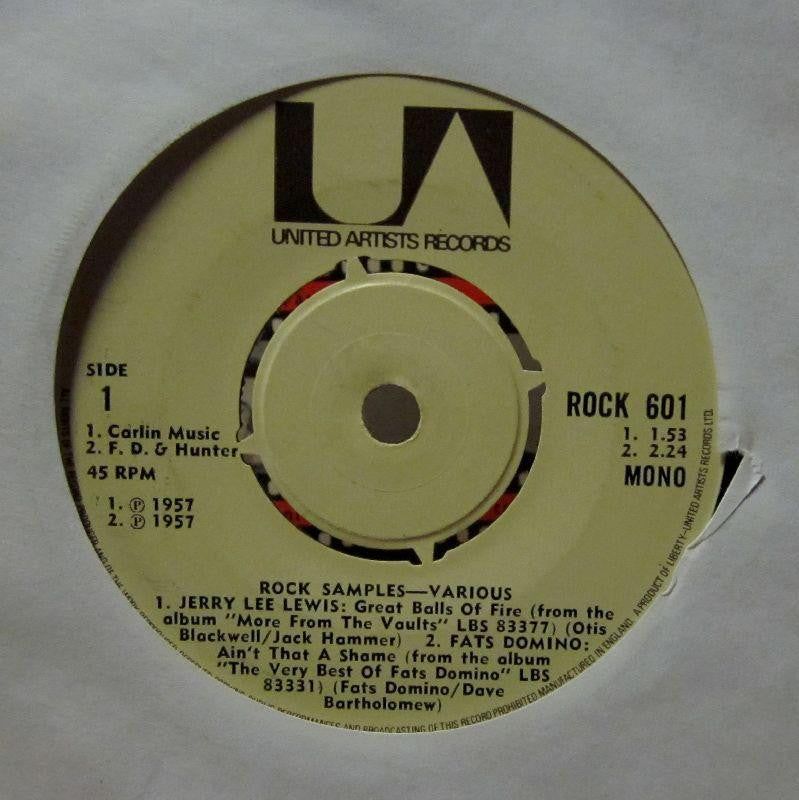 UA
UNITED ARTISTS RECORDS
SIDE
1
1. Carlin Music
2. F. D. & Hunter
45 RPM
1. Ⓟ 1957
2. Ⓟ 1957
ROCK 601
1. 1.53
2. 2.24
MONO
ROCK SAMPLES—VARIOUS
1. JERRY LEE LEWIS: Great Balls Of Fire (from the
album "More From The Vaults" LBS 83377) (Otis
Blackwell/Jack Hammer) 2. FATS DOMINO:
Ain't That A Shame (from the album
"The Very Best Of Fats Domino" LBS
83331) (Fats Domino/Dave
Bartholomew)
PERFORMANCES AND BROADCASTING OF THIS RECORD PROHIBITED MANUFACTURED IN ENGLAND. A PRODUCT OF LIBERTY–UNITED ARTISTS RECORDS LTD.